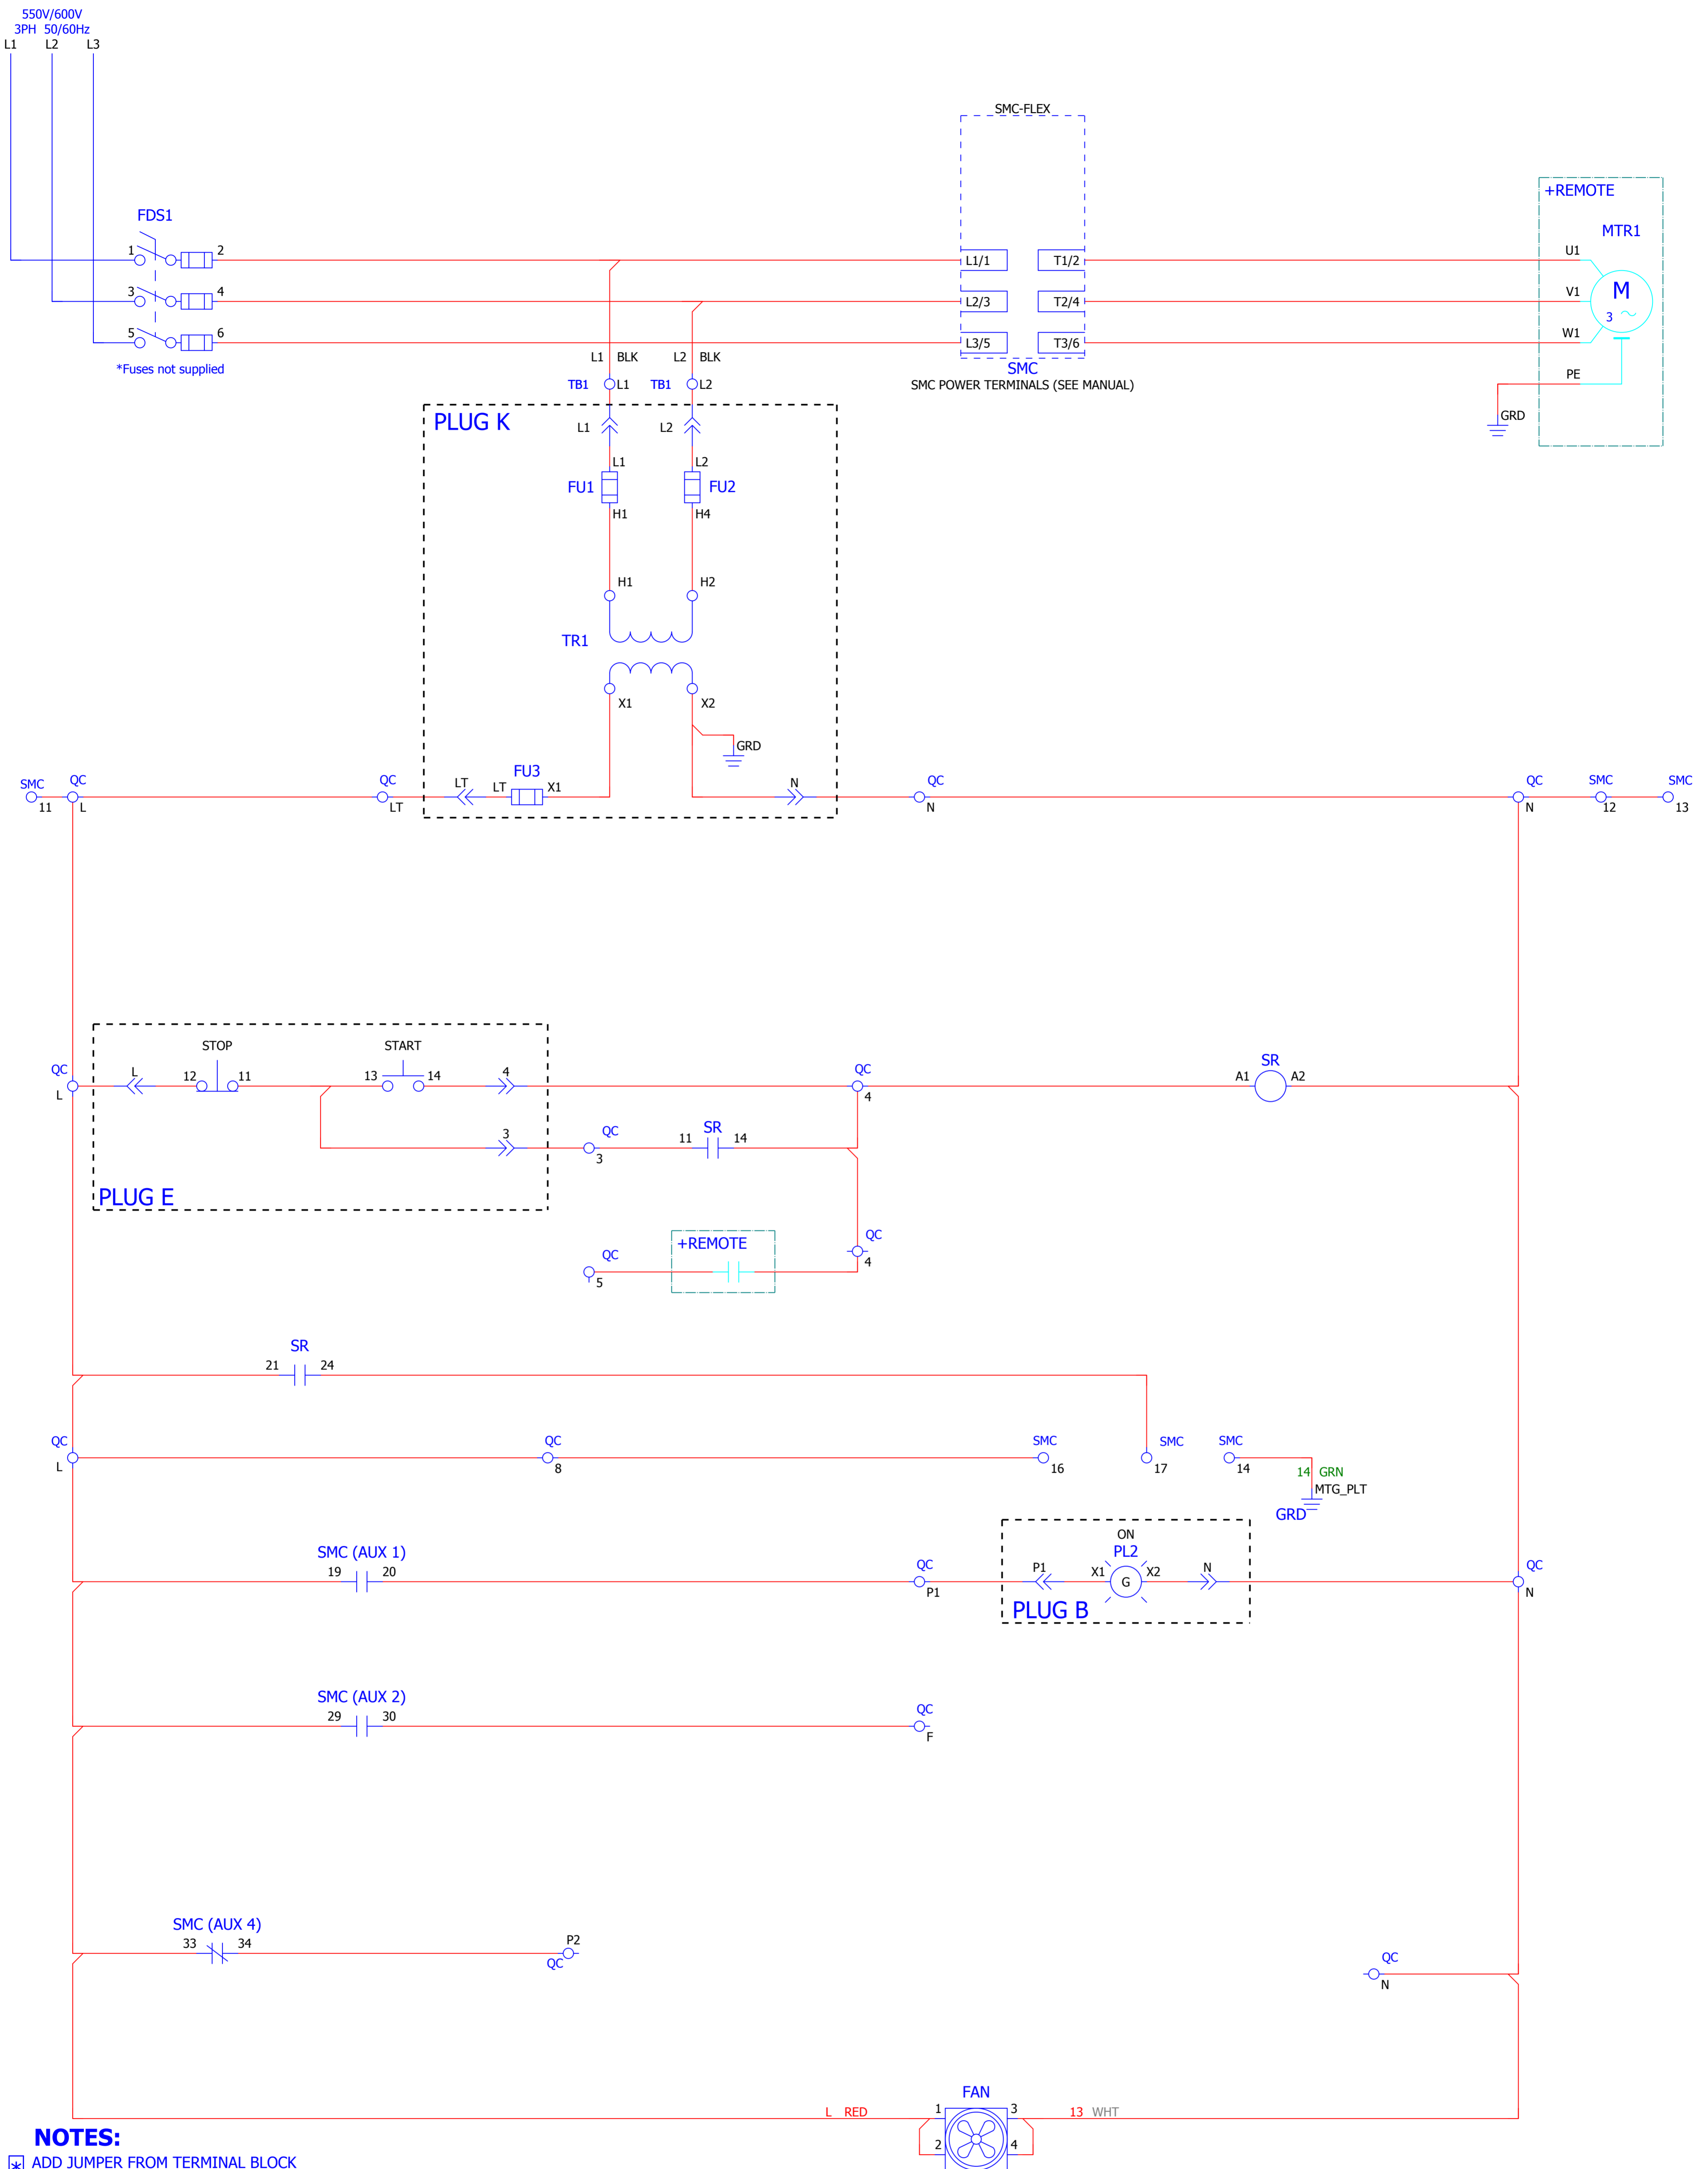 550V/600V
3PH 50/60Hz
L1 L2 L3
SMC-FLEX
+REMOTE
FDS1
MTR1
1 2 L1/1 T1/2 U1
3 4 L2/3 T2/4 V1
M
3
5 6 L3/5 T3/6 W1
*Fuses not supplied
L1 BLK L2 BLK
SMC
SMC POWER TERMINALS (SEE MANUAL)
PE
TB1 L1 TB1 L2
GRD
PLUG K
L1 L2
L1 L2
FU1 FU2
H1 H4
H1 H2
TR1
X1 X2
GRD
SMC QC QC LT LT FU3 X1 N QC QC SMC SMC
11 L LT N N 12 13
STOP START
QC L 12 11 13 14 4 QC SR
A1 A2
L 4
3 QC 11 SR 14
3
PLUG E
+REMOTE
QC QC
5 4
SR
21 24
QC QC SMC SMC SMC
L 8 16 17 14
14 GRN
MTG_PLT
GRD
ON
SMC (AUX 1) PL2
19 20 QC P1 X1 G X2 N QC
P1 N
PLUG B
SMC (AUX 2)
29 30 QC
F
SMC (AUX 4)
33 34 P2
QC
QC
N
FAN
L RED 1 3 13 WHT
2 4
NOTES:
* ADD JUMPER FROM TERMINAL BLOCK